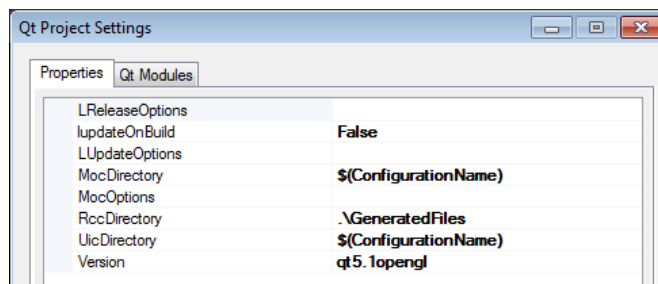 Qt Project Settings
Properties Qt Modules
LReleaseOptions
lupdateOnBuild False
LUpdateOptions
MocDirectory $(ConfigurationName)
MocOptions
RccDirectory .\GeneratedFiles
UicDirectory $(ConfigurationName)
Version qt5.1opengl